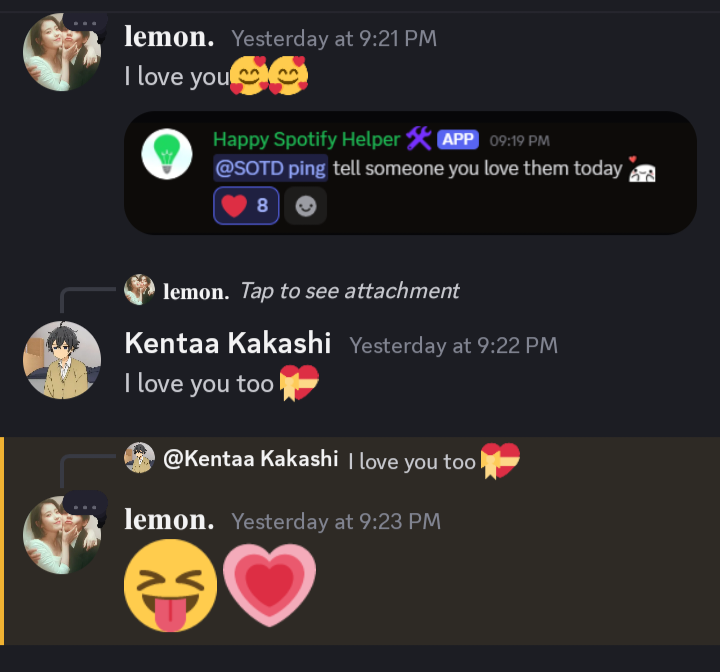 lemon. Yesterday at 9:21 PM
I love you🥰🥰
Happy Spotify Helper 🛠 APP 09:19 PM
@SOTD ping tell someone you love them today
❤️ 8
lemon. Tap to see attachment
Kentaa Kakashi Yesterday at 9:22 PM
I love you too 💝
@Kentaa Kakashi I love you too 💝
lemon. Yesterday at 9:23 PM
😝💗